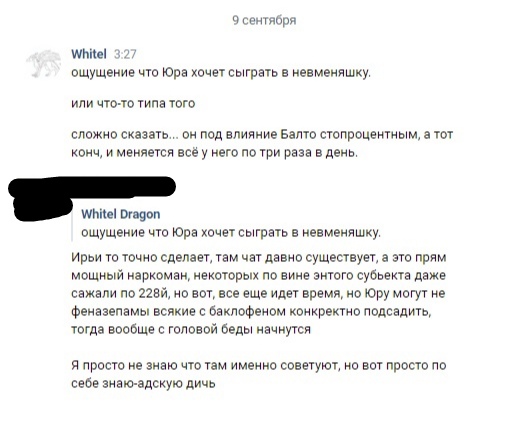 9 сентября
Whitel 3:27
ощущение что Юра хочет сыграть в невменяшку.
или что-то типа того
сложно сказать... он под влияние Балто стопроцентным, а тот
конч, и меняется всё у него по три раза в день.
Whitel Dragon
ощущение что Юра хочет сыграть в невменяшку.
Ирьи то точно сделает, там чат давно существует, а это прям
мощный наркоман, некоторых по вине энтого субьекта даже
сажали по 228й, но вот, все еще идет время, но Юру могут не
феназепамы всякие с баклофеном конкретно подсадить,
тогда вообще с головой беды начнутся
Я просто не знаю что там именно советуют, но вот просто по
себе знаю-адскую дичь